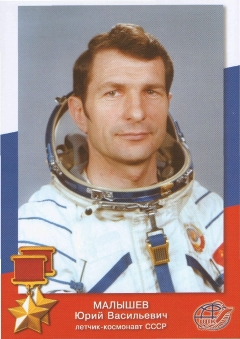 МАЛЫШЕВ
Юрий Васильевич
летчик-космонавт СССР